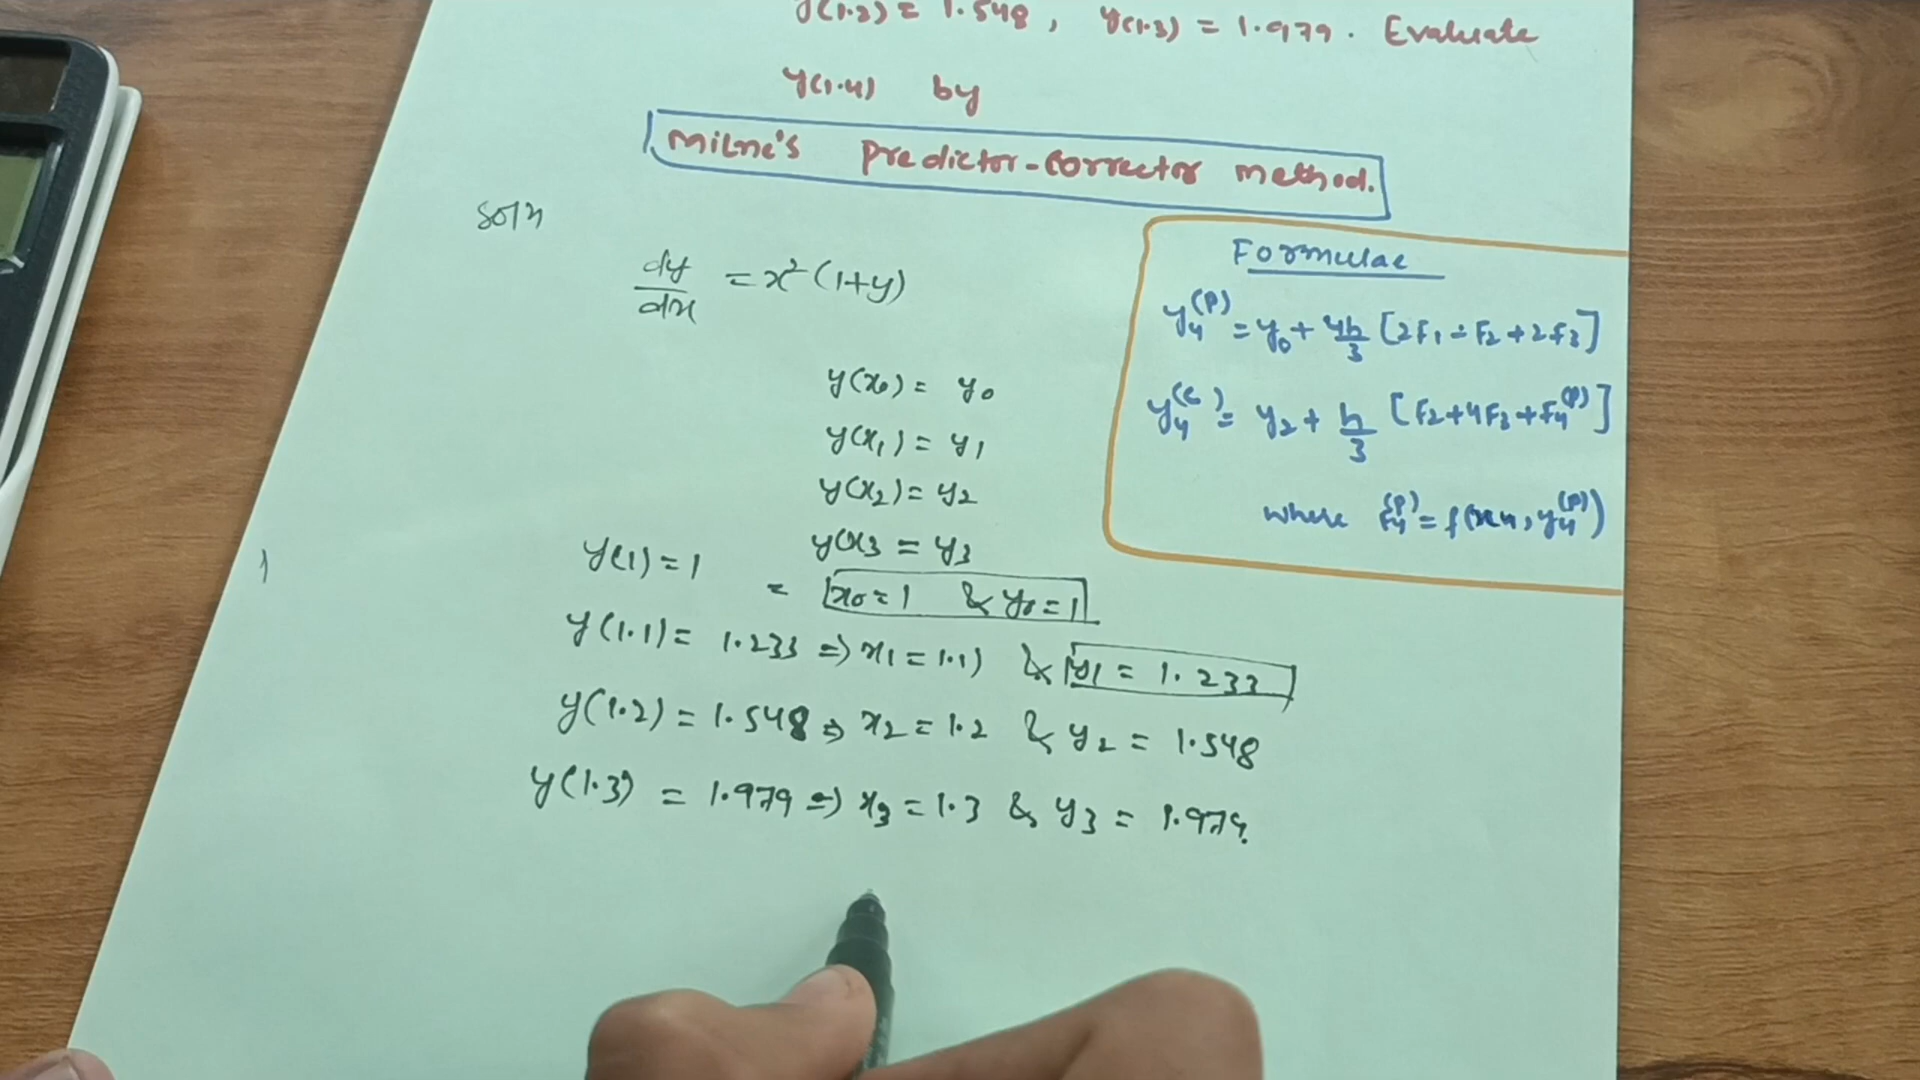 y(1.2) = 1.548, y(1.3) = 1.979. Evaluate
y(1.4) by
Milne's predictor-corrector method.
Soln
dy/dx = x²(1+y)
Formulae
y₄⁽ᵖ⁾ = y₀ + 4h/3 [2F₁ - F₂ + 2F₃]
y(x₀) = y₀
y₄⁽ᶜ⁾ = y₂ + h/3 [F₂+4F₃+F₄⁽ᵖ⁾]
y(x₁) = y₁
y(x₂) = y₂
where F₄⁽ᵖ⁾ = f(x₄, y₄⁽ᵖ⁾)
y(x₃ = y₃
y(1) = 1 = x₀ = 1 & y₀ = 1
y(1.1) = 1.233 ⇒ x₁ = 1.1) & y₁ = 1.233
y(1.2) = 1.548 ⇒ x₂ = 1.2 & y₂ = 1.548
y(1.3) = 1.979 ⇒ x₃ = 1.3 & y₃ = 1.979.